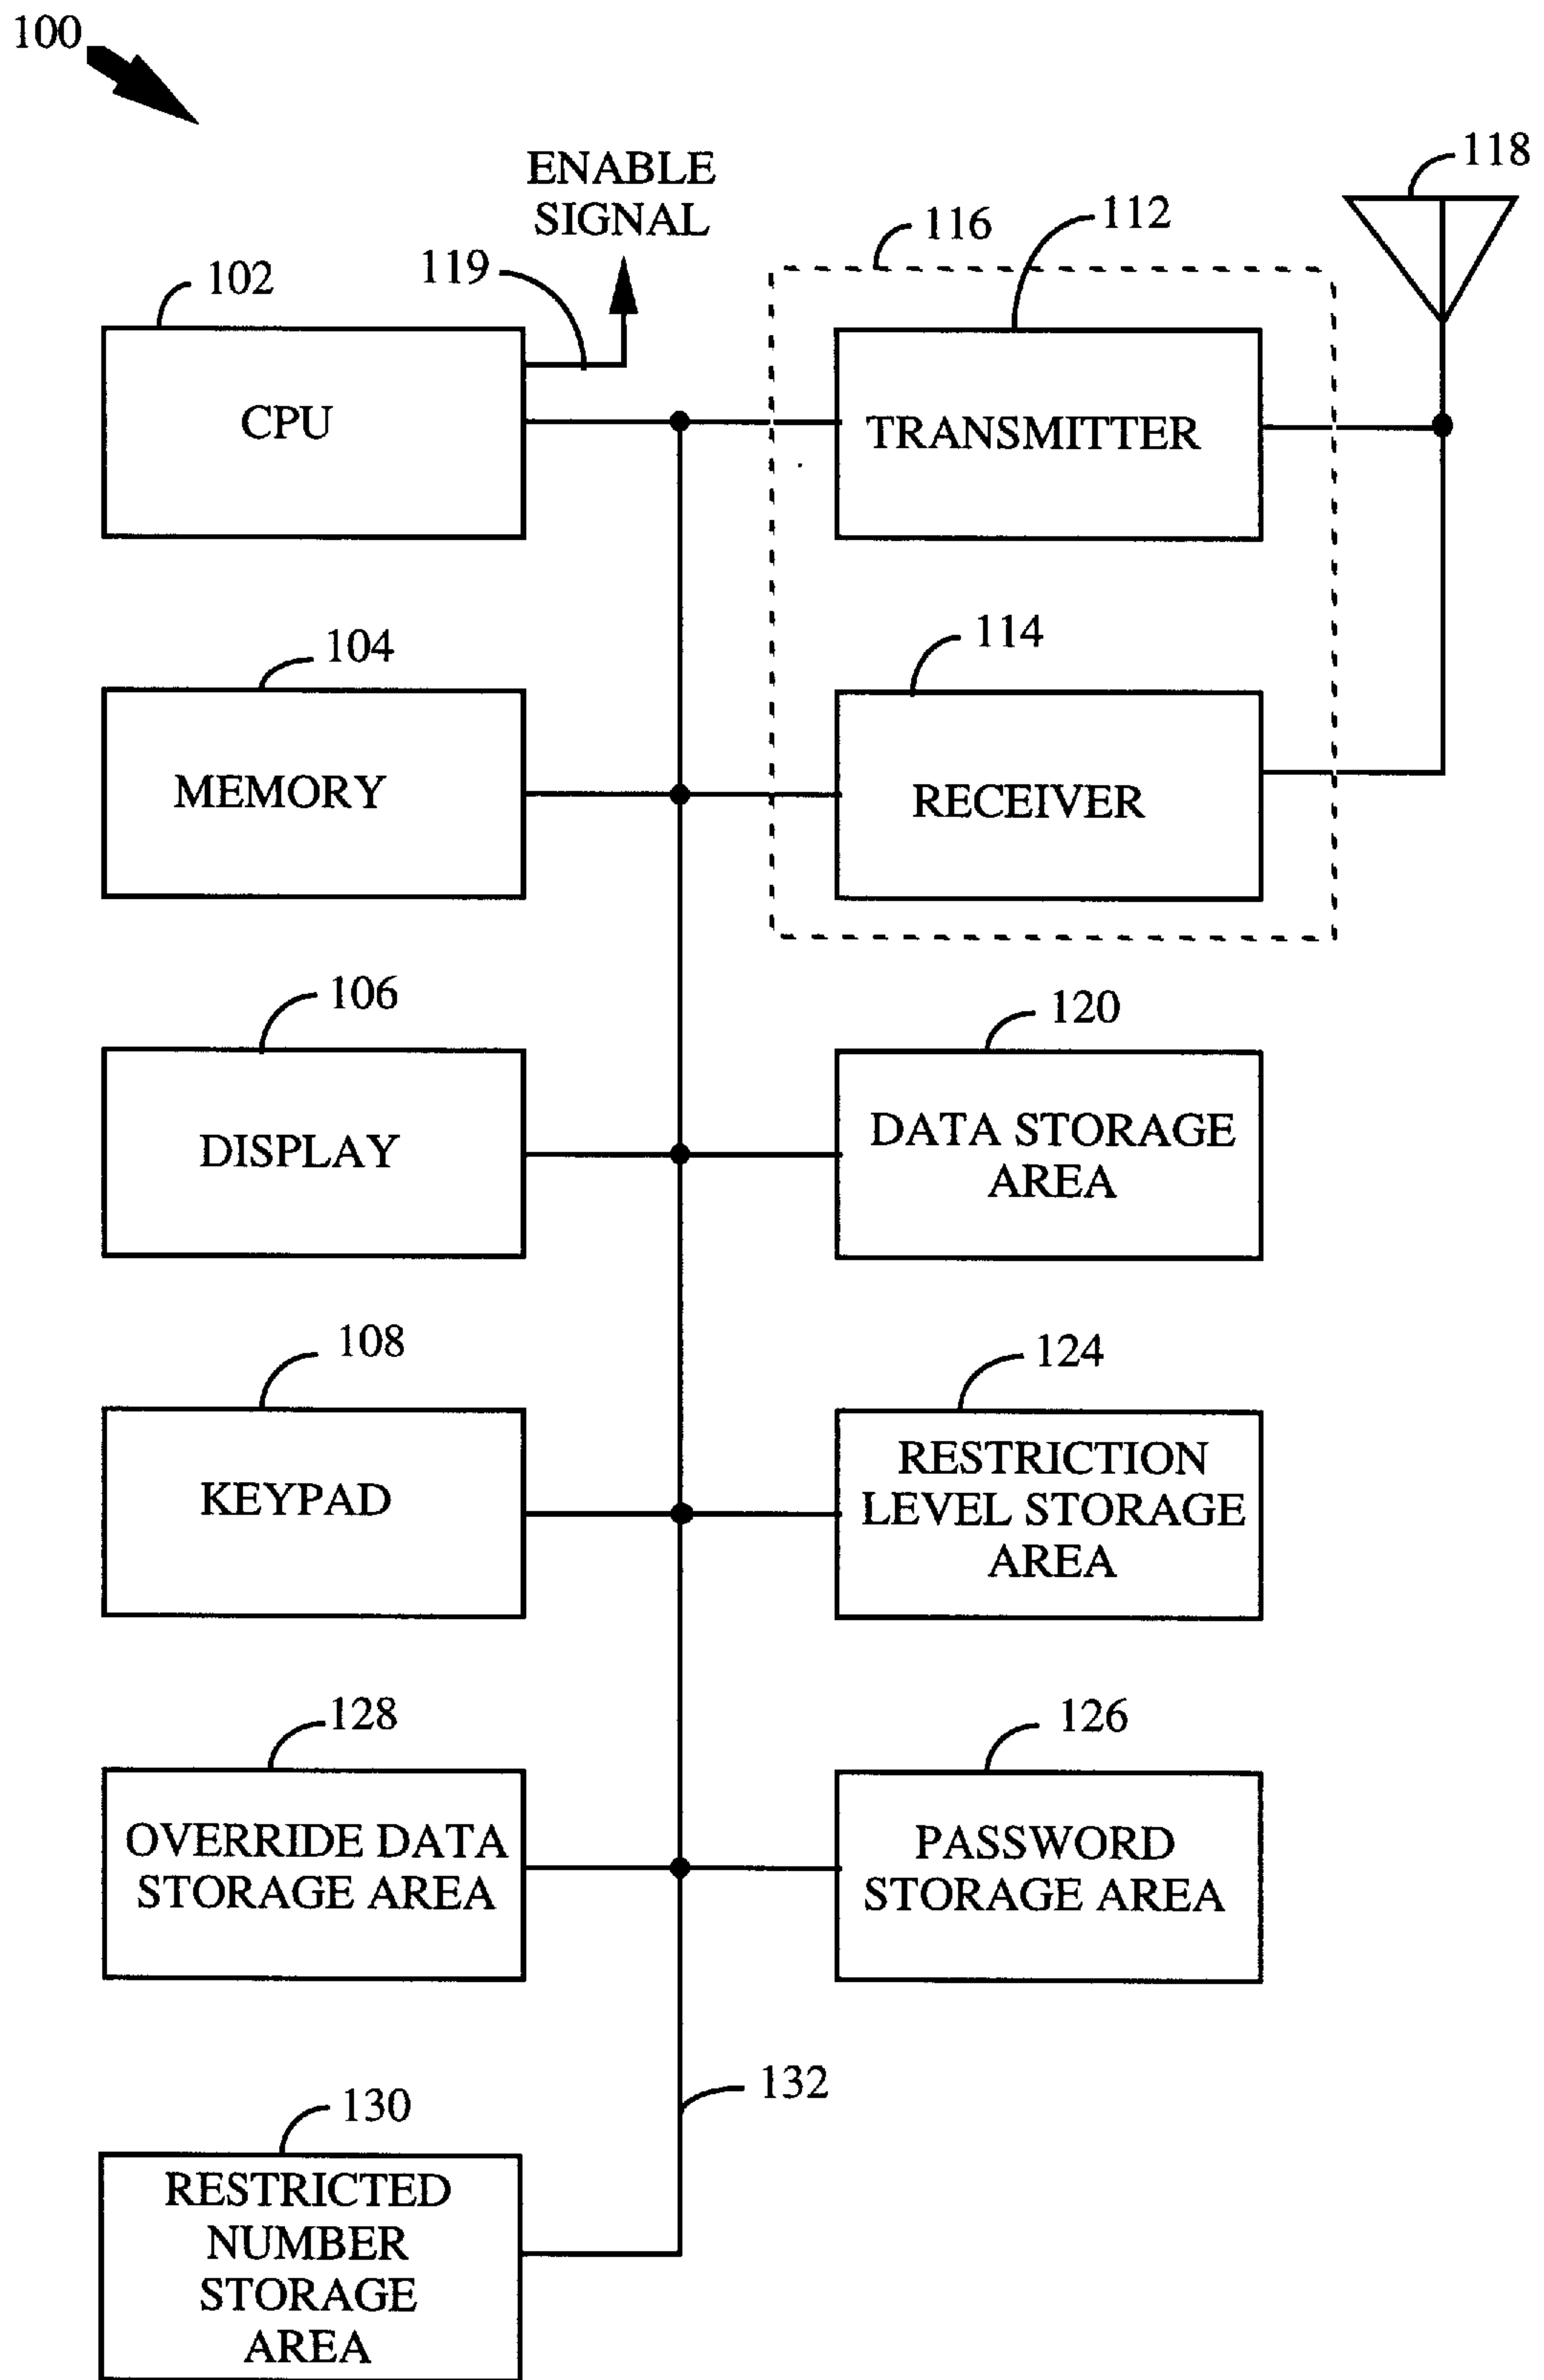 100
118
ENABLE
SIGNAL
116
112
119
102
CPU
TRANSMITTER
104
114
MEMORY
RECEIVER
106
120
DISPLAY
DATA STORAGE
AREA
108
124
KEYPAD
RESTRICTION
LEVEL STORAGE
AREA
128
126
OVERRIDE DATA
STORAGE AREA
PASSWORD
STORAGE AREA
132
130
RESTRICTED
NUMBER
STORAGE
AREA